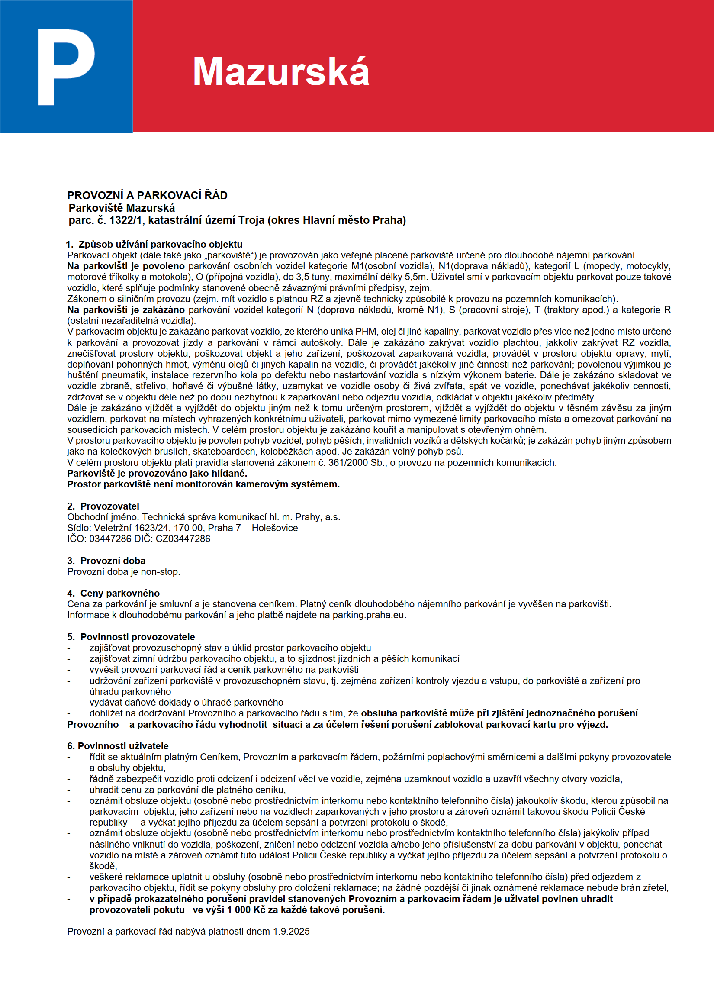 P
Mazurská
PROVOZNÍ A PARKOVACÍ ŘÁD
Parkoviště Mazurská
parc. č. 1322/1, katastrální území Troja (okres Hlavní město Praha)
1. Způsob užívání parkovacího objektu
Parkovací objekt (dále také jako „parkoviště“) je provozován jako veřejné placené parkoviště určené pro dlouhodobé nájemní parkování.
Na parkovišti je povoleno parkování osobních vozidel kategorie M1(osobní vozidla), N1(doprava nákladů), kategorií L (mopedy, motocykly,
motorové tříkolky a motokola), O (přípojná vozidla), do 3,5 tuny, maximální délky 5,5m. Uživatel smí v parkovacím objektu parkovat pouze takové
vozidlo, které splňuje podmínky stanovené obecně závaznými právními předpisy, zejm.
Zákonem o silničním provozu (zejm. mít vozidlo s platnou RZ a zjevně technicky způsobilé k provozu na pozemních komunikacích).
Na parkovišti je zakázáno parkování vozidel kategorií N (doprava nákladů, kromě N1), S (pracovní stroje), T (traktory apod.) a kategorie R
(ostatní nezařaditelná vozidla).
V parkovacím objektu je zakázáno parkovat vozidlo, ze kterého uniká PHM, olej či jiné kapaliny, parkovat vozidlo přes více než jedno místo určené
k parkování a provozovat jízdy a parkování v rámci autoškoly. Dále je zakázáno zakrývat vozidlo plachtou, jakkoliv zakrývat RZ vozidla,
znečišťovat prostory objektu, poškozovat objekt a jeho zařízení, poškozovat zaparkovaná vozidla, provádět v prostoru objektu opravy, mytí,
doplňování pohonných hmot, výměnu olejů či jiných kapalin na vozidle, či provádět jakékoliv jiné činnosti než parkování; povolenou výjimkou je
huštění pneumatik, instalace rezervního kola po defektu nebo nastartování vozidla s nízkým výkonem baterie. Dále je zakázáno skladovat ve
vozidle zbraně, střelivo, hořlavé či výbušné látky, uzamykat ve vozidle osoby či živá zvířata, spát ve vozidle, ponechávat jakékoliv cennosti,
zdržovat se v objektu déle než po dobu nezbytnou k zaparkování nebo odjezdu vozidla, odkládat v objektu jakékoliv předměty.
Dále je zakázáno vjíždět a vyjíždět do objektu jiným než k tomu určeným prostorem, vjíždět a vyjíždět do objektu v těsném závěsu za jiným
vozidlem, parkovat na místech vyhrazených konkrétnímu uživateli, parkovat mimo vymezené limity parkovacího místa a omezovat parkování na
sousedících parkovacích místech. V celém prostoru objektu je zakázáno kouřit a manipulovat s otevřeným ohněm.
V prostoru parkovacího objektu je povolen pohyb vozidel, pohyb pěších, invalidních vozíků a dětských kočárků; je zakázán pohyb jiným způsobem
jako na kolečkových bruslích, skateboardech, koloběžkách apod. Je zakázán volný pohyb psů.
V celém prostoru objektu platí pravidla stanovená zákonem č. 361/2000 Sb., o provozu na pozemních komunikacích.
Parkoviště je provozováno jako hlídané.
Prostor parkoviště není monitorován kamerovým systémem.
2. Provozovatel
Obchodní jméno: Technická správa komunikací hl. m. Prahy, a.s.
Sídlo: Veletržní 1623/24, 170 00, Praha 7 – Holešovice
IČO: 03447286 DIČ: CZ03447286
3. Provozní doba
Provozní doba je non-stop.
4. Ceny parkovného
Cena za parkování je smluvní a je stanovena ceníkem. Platný ceník dlouhodobého nájemního parkování je vyvěšen na parkovišti.
Informace k dlouhodobému parkování a jeho platbě najdete na parking.praha.eu.
5. Povinnosti provozovatele
- zajišťovat provozuschopný stav a úklid prostor parkovacího objektu
- zajišťovat zimní údržbu parkovacího objektu, a to sjízdnost jízdních a pěších komunikací
- vyvěsit provozní parkovací řád a ceník parkovného na parkovišti
- udržování zařízení parkoviště v provozuschopném stavu, tj. zejména zařízení kontroly vjezdu a vstupu, do parkoviště a zařízení pro
úhradu parkovného
- vydávat daňové doklady o úhradě parkovného
- dohlížet na dodržování Provozního a parkovacího řádu s tím, že obsluha parkoviště může při zjištění jednoznačného porušení
Provozního a parkovacího řádu vyhodnotit situaci a za účelem řešení porušení zablokovat parkovací kartu pro výjezd.
6. Povinnosti uživatele
- řídit se aktuálním platným Ceníkem, Provozním a parkovacím řádem, požárními poplachovými směrnicemi a dalšími pokyny provozovatele
a obsluhy objektu,
- řádně zabezpečit vozidlo proti odcizení i odcizení věcí ve vozidle, zejména uzamknout vozidlo a uzavřít všechny otvory vozidla,
- uhradit cenu za parkování dle platného ceníku,
- oznámit obsluze objektu (osobně nebo prostřednictvím interkomu nebo kontaktního telefonního čísla) jakoukoliv škodu, kterou způsobil na
parkovacím objektu, jeho zařízení nebo na vozidlech zaparkovaných v jeho prostoru a zároveň oznámit takovou škodu Policii České
republiky a vyčkat jejího příjezdu za účelem sepsání a potvrzení protokolu o škodě,
- oznámit obsluze objektu (osobně nebo prostřednictvím interkomu nebo prostřednictvím kontaktního telefonního čísla) jakýkoliv případ
násilného vniknutí do vozidla, poškození, zničení nebo odcizení vozidla a/nebo jeho příslušenství za dobu parkování v objektu, ponechat
vozidlo na místě a zároveň oznámit tuto událost Policii České republiky a vyčkat jejího příjezdu za účelem sepsání a potvrzení protokolu o
škodě,
- veškeré reklamace uplatnit u obsluhy (osobně nebo prostřednictvím interkomu nebo kontaktního telefonního čísla) před odjezdem z
parkovacího objektu, řídit se pokyny obsluhy pro doložení reklamace; na žádné pozdější či jinak oznámené reklamace nebude brán zřetel,
- v případě prokazatelného porušení pravidel stanovených Provozním a parkovacím řádem je uživatel povinen uhradit
provozovateli pokutu ve výši 1 000 Kč za každé takové porušení.
Provozní a parkovací řád nabývá platnosti dnem 1.9.2025